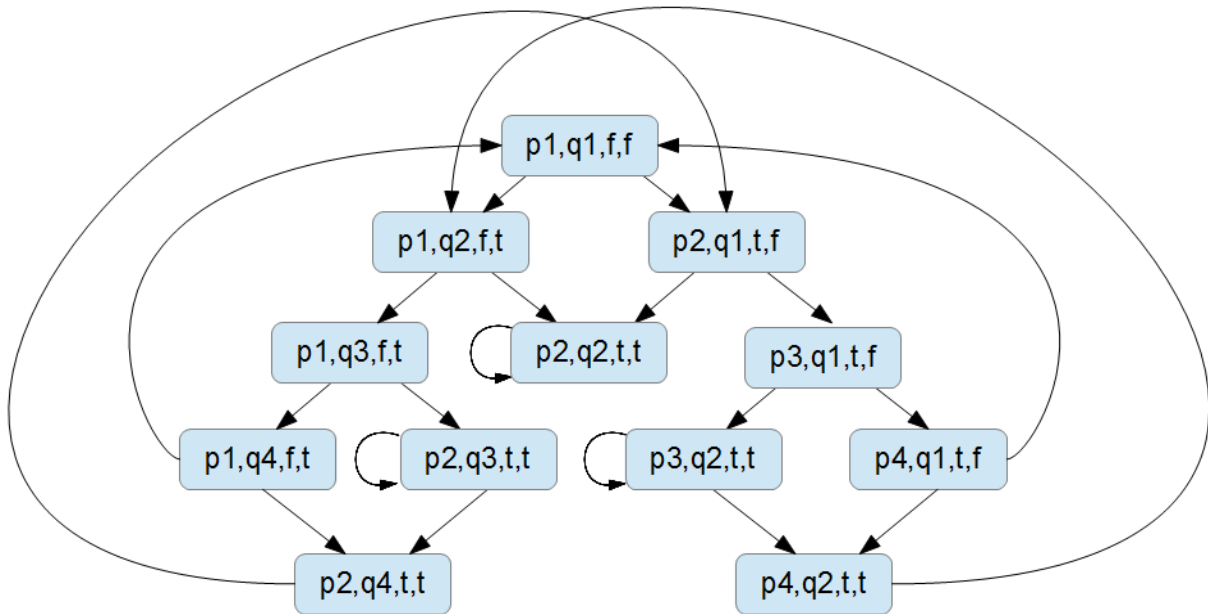 p1,q1,f,f
p1,q2,f,t
p2,q1,t,f
p1,q3,f,t
p2,q2,t,t
p3,q1,t,f
p1,q4,f,t
p2,q3,t,t
p3,q2,t,t
p4,q1,t,f
p2,q4,t,t
p4,q2,t,t